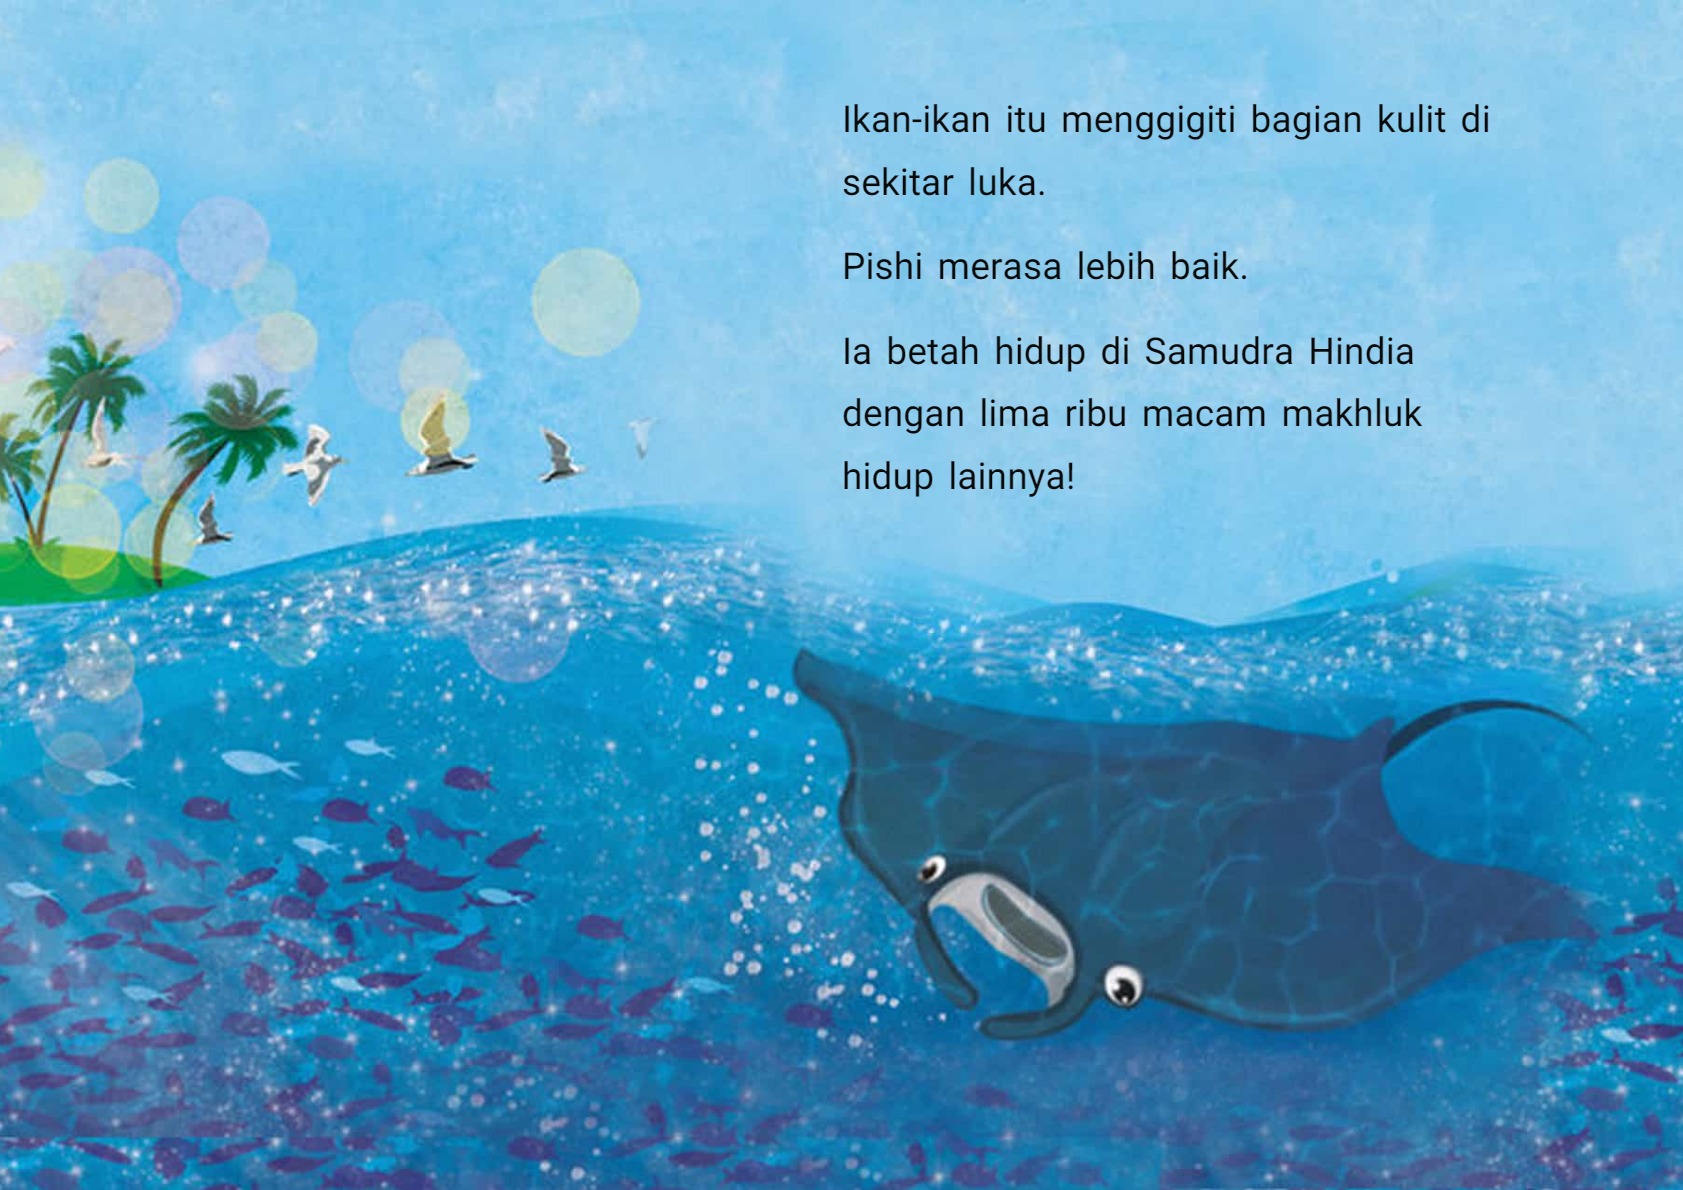 Ikan-ikan itu menggigiti bagian kulit di
sekitar luka.
Pishi merasa lebih baik.
Ia betah hidup di Samudra Hindia
dengan lima ribu macam makhluk
hidup lainnya!